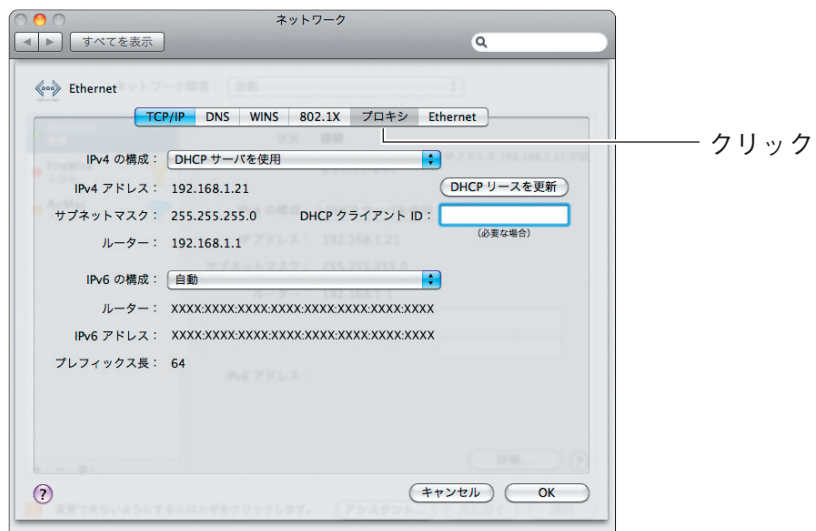 ネットワーク
すべてを表示
Ethernet
TCP/IP DNS WINS 802.1X プロキシ Ethernet
クリック
IPv4 の構成： DHCP サーバを使用
IPv4 アドレス： 192.168.1.21 DHCP リースを更新
サブネットマスク： 255.255.255.0 DHCP クライアント ID：
ルーター： 192.168.1.1 (必要な場合)
IPv6 の構成： 自動
ルーター： XXXX:XXXX:XXXX:XXXX:XXXX:XXXX:XXXX:XXXX
IPv6 アドレス： XXXX:XXXX:XXXX:XXXX:XXXX:XXXX:XXXX:XXXX
プレフィックス長： 64
? キャンセル OK